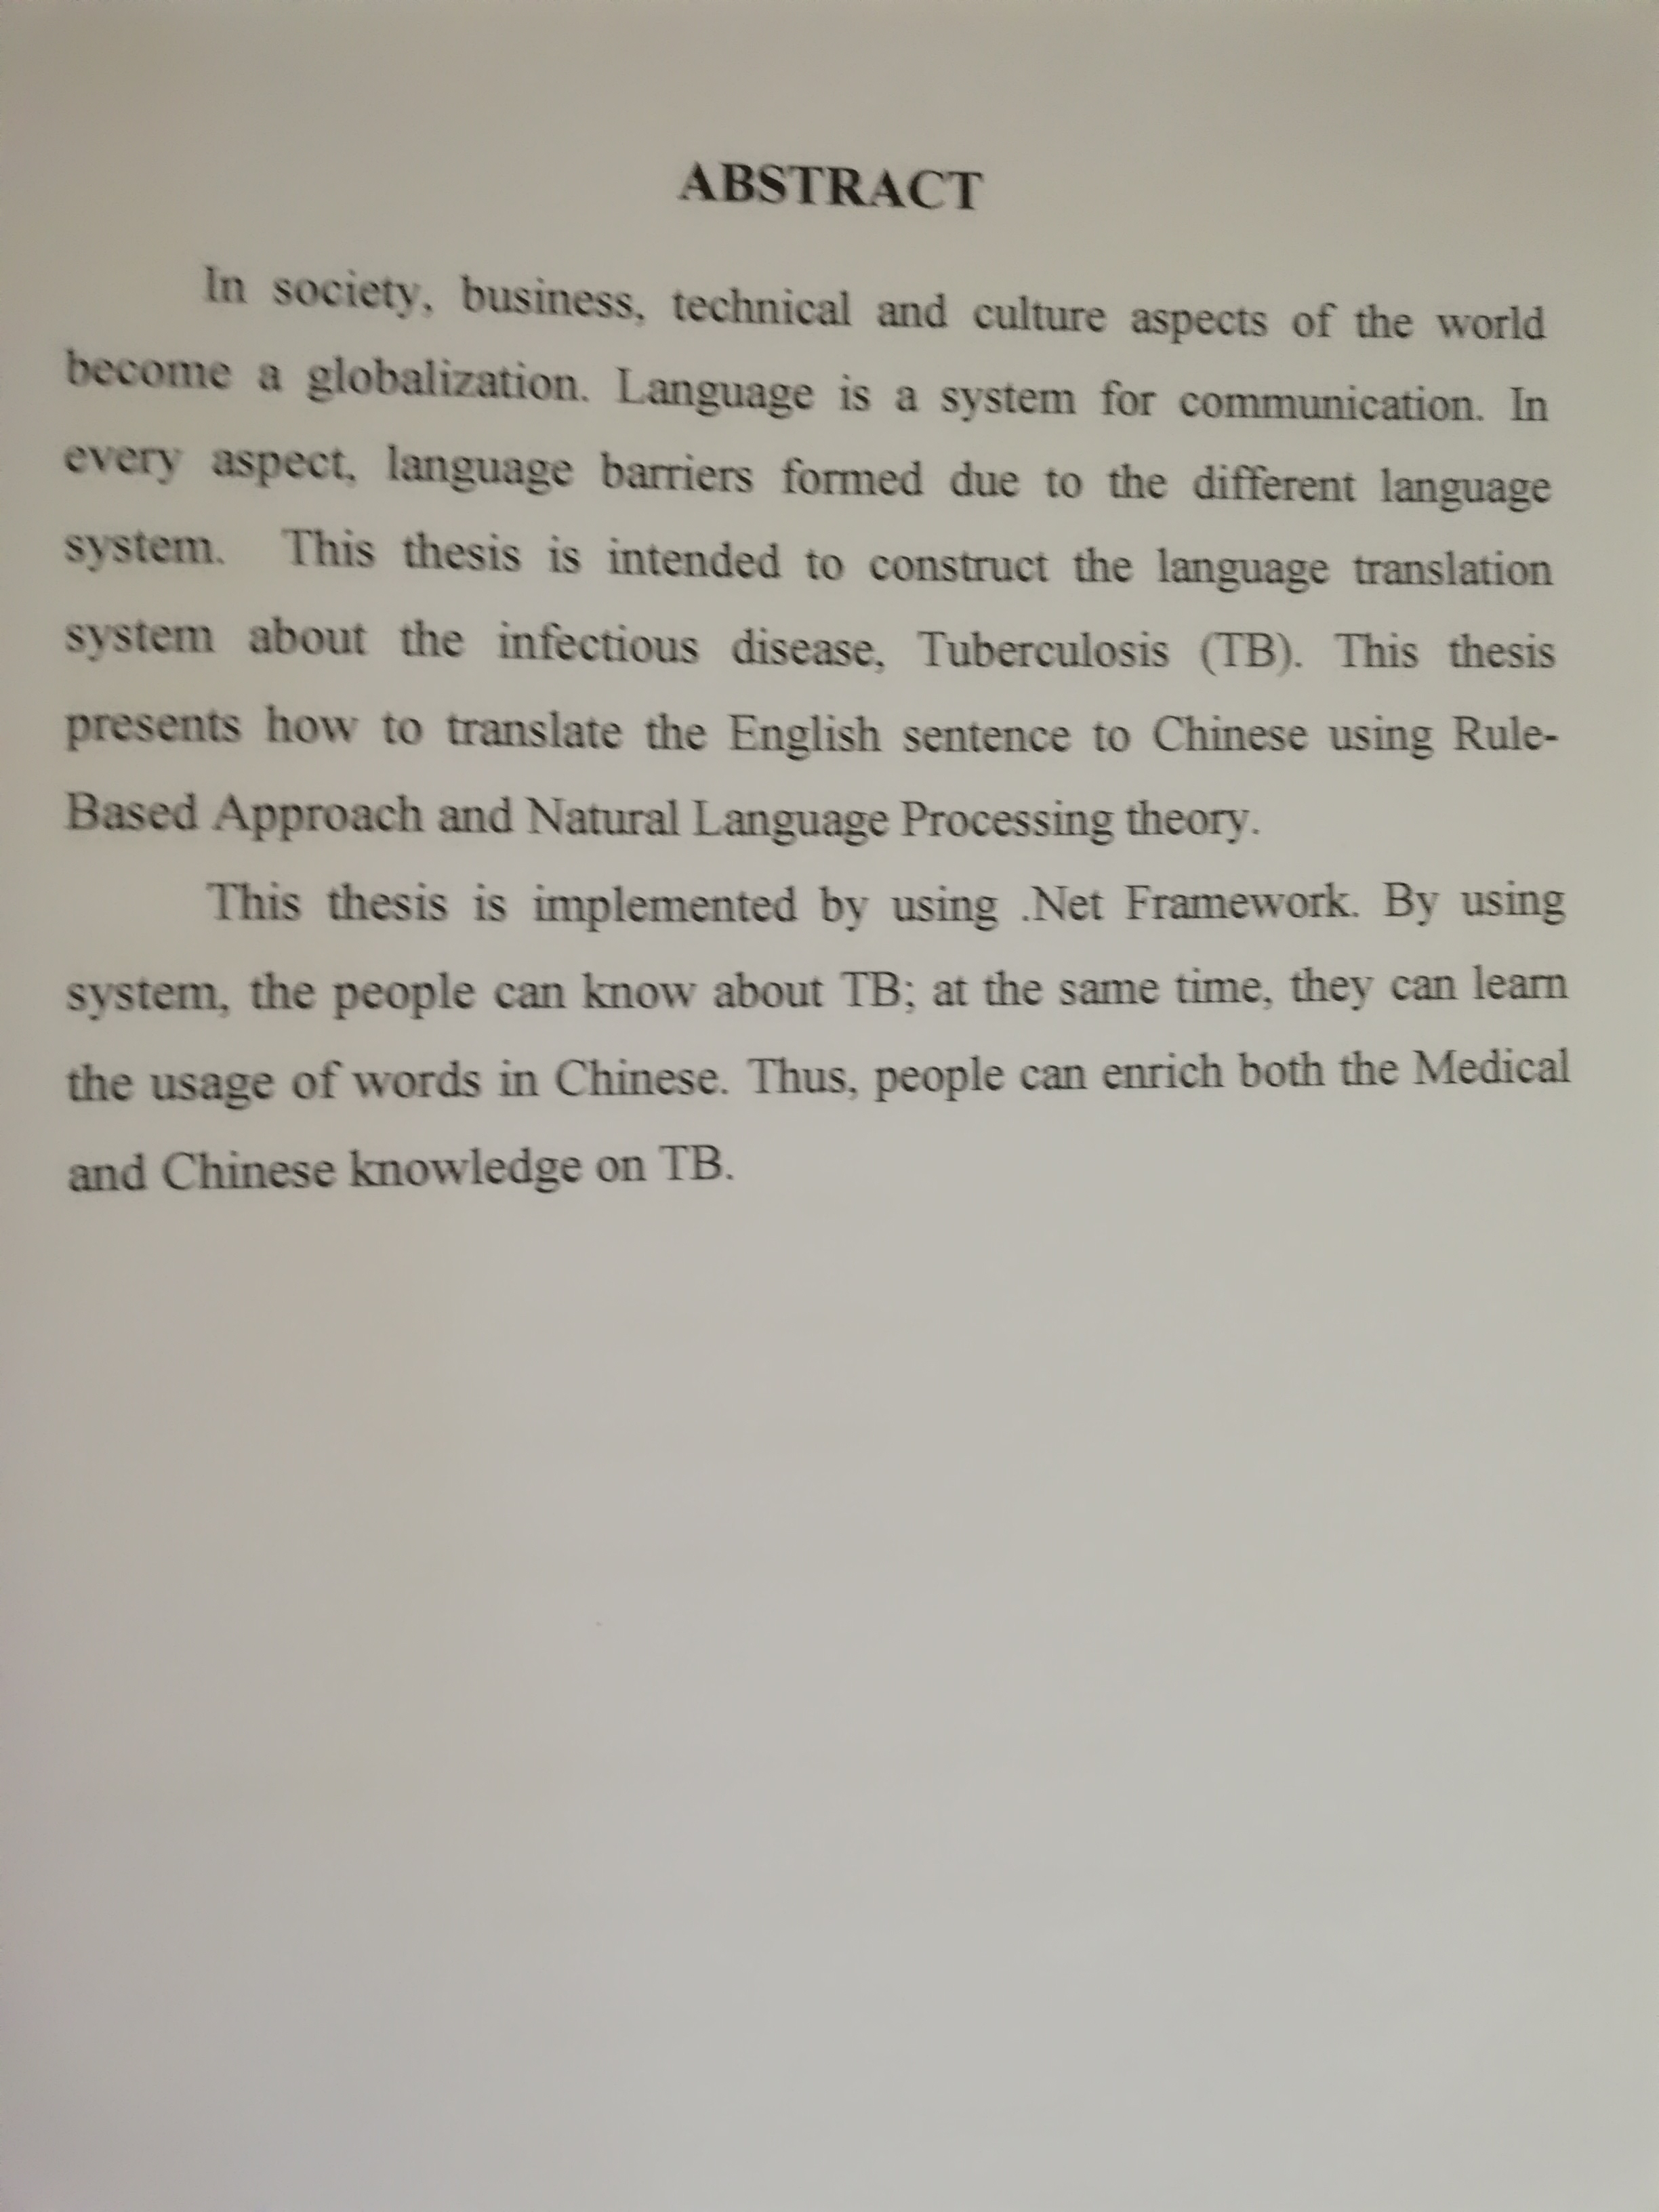 ABSTRACT
In society, business, technical and culture aspects of the world
become a globalization. Language is a system for communication. In
every aspect, language barriers formed due to the different language
system. This thesis is intended to construct the language translation
system about the infectious disease, Tuberculosis (TB). This thesis
presents how to translate the English sentence to Chinese using Rule-
Based Approach and Natural Language Processing theory.
This thesis is implemented by using .Net Framework. By using
system, the people can know about TB; at the same time, they can learn
the usage of words in Chinese. Thus, people can enrich both the Medical
and Chinese knowledge on TB.